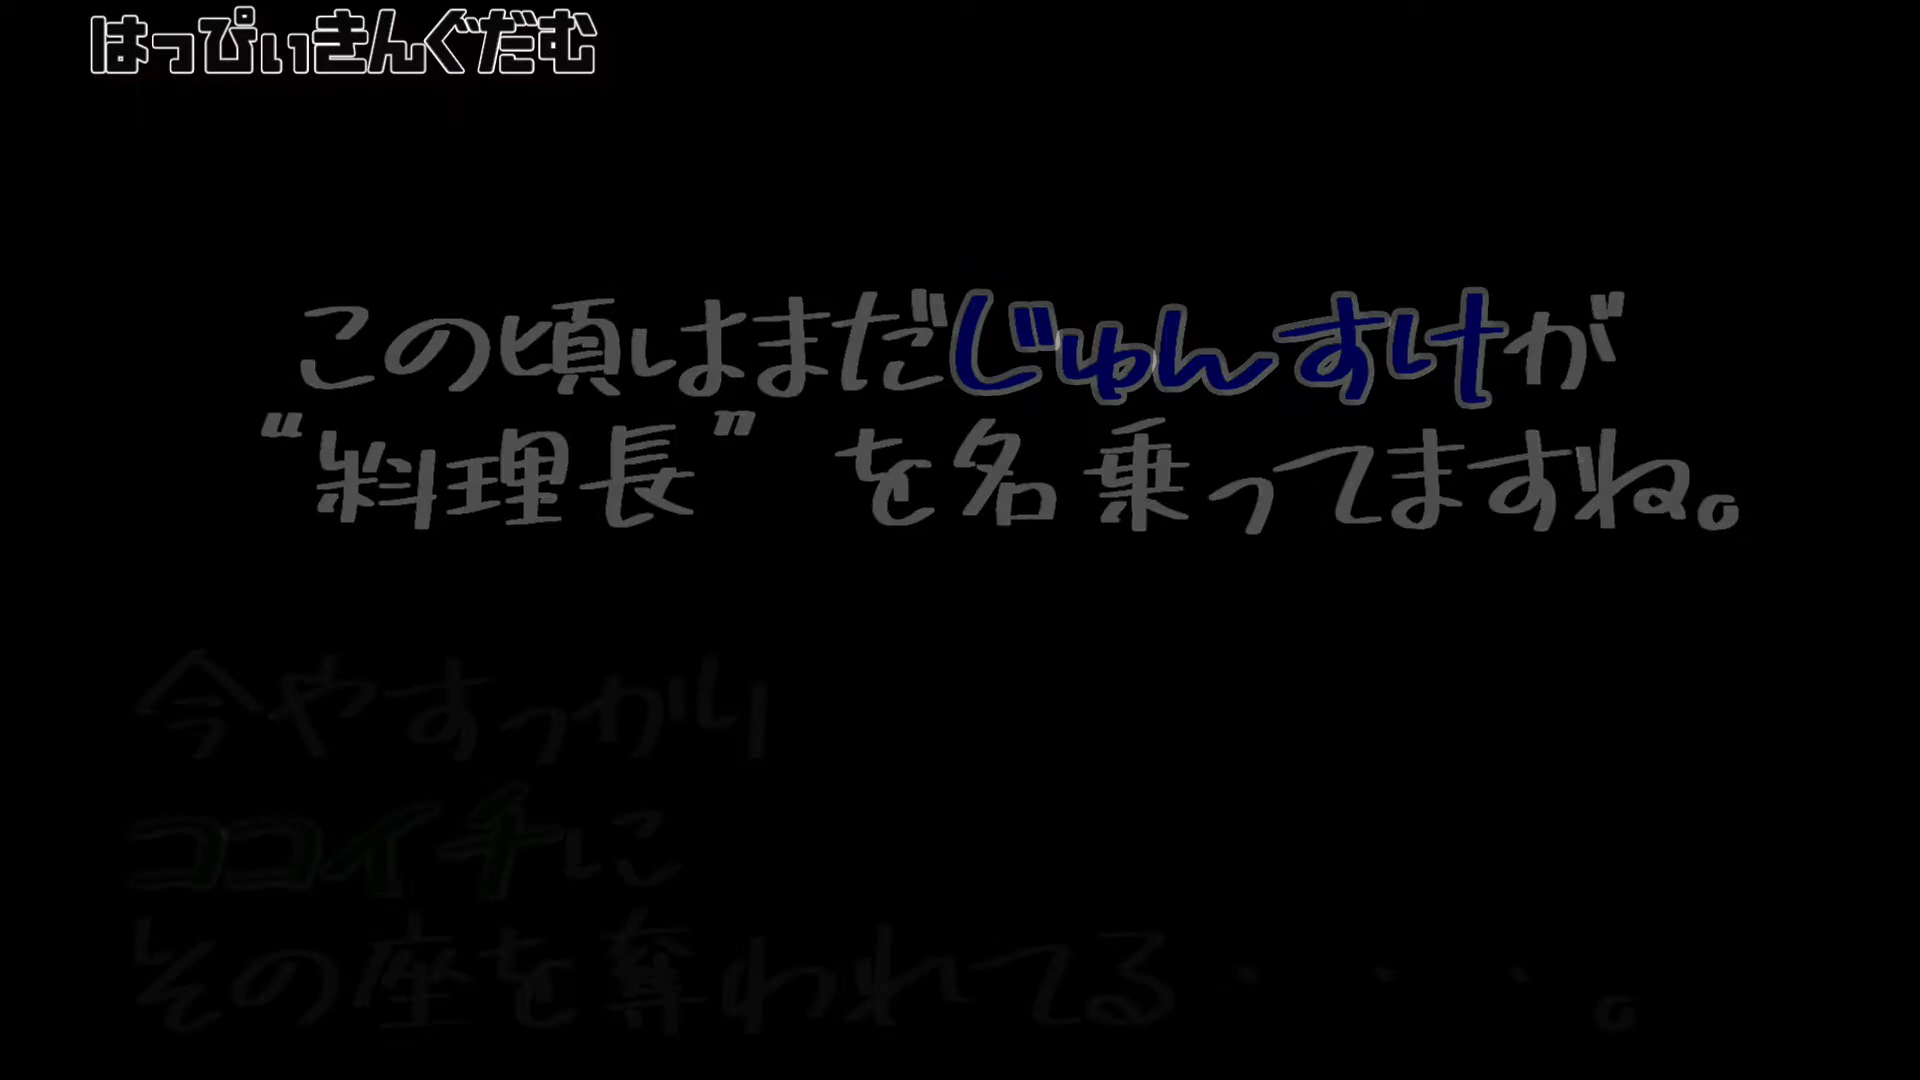 はっぴぃきんぐだむ
この頃はまだじゅんすけが
“料理長”を名乗ってますね。
今やすっかり
ココイチに
その座を奪われてる・・・。